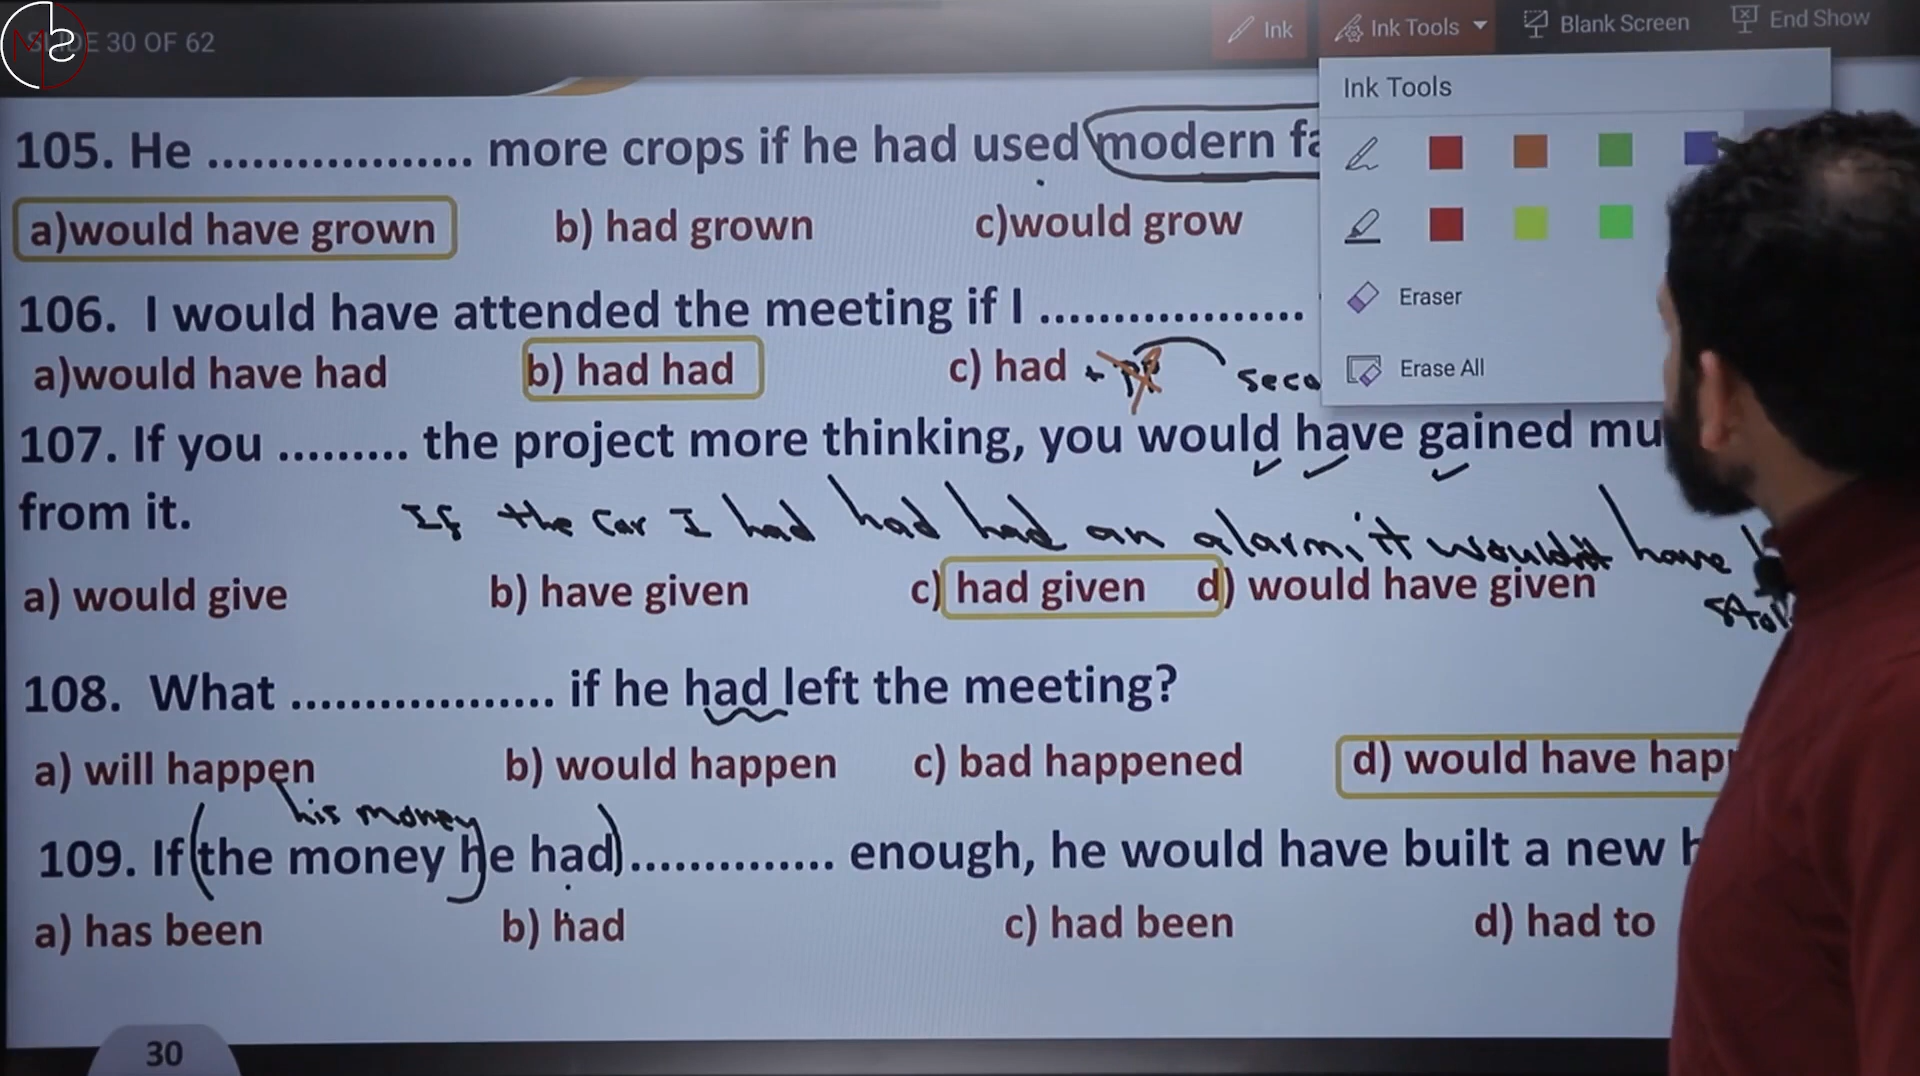 SLIDE 30 OF 62
Ink
Ink Tools
Blank Screen
End Show
Ink Tools
Eraser
Erase All
105. He .................. more crops if he had used modern fa
a)would have grown b) had grown c)would grow
106. I would have attended the meeting if I ..................
a)would have had b) had had c) had + PP seco
107. If you ......... the project more thinking, you would have gained mu
from it.
If the car I had had had an alarm, it wouldn't have
stol
a) would give b) have given c) had given d) would have given
108. What .................. if he had left the meeting?
a) will happen b) would happen c) bad happened d) would have happ
his money
109. If (the money he had) .............. enough, he would have built a new h
a) has been b) had c) had been d) had to
30